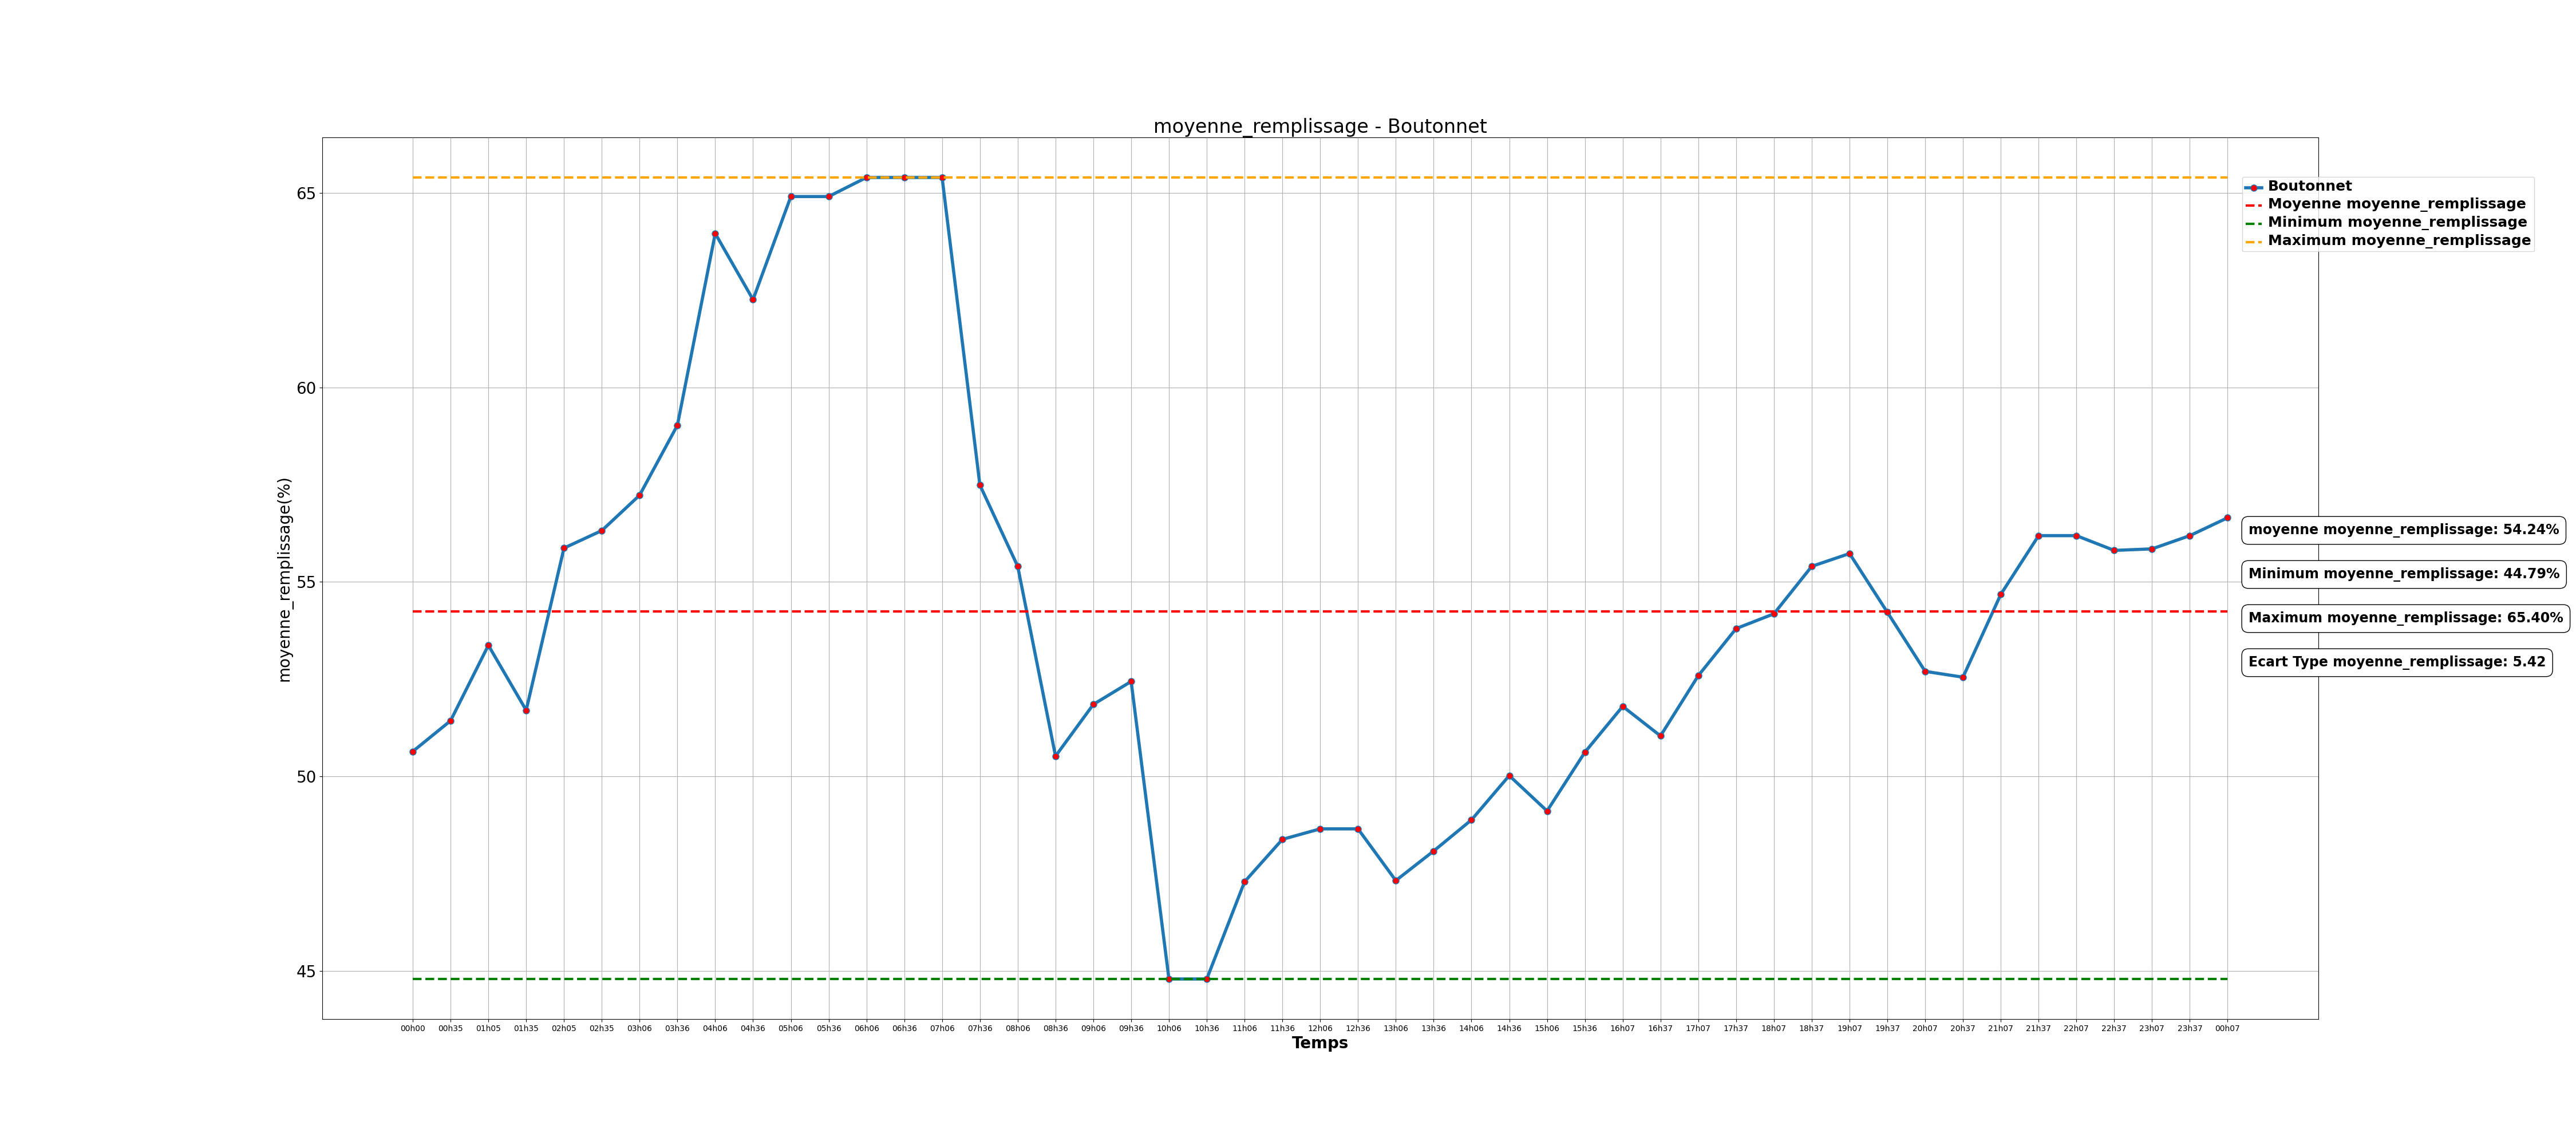 moyenne_remplissage - Boutonnet
65
60
55
50
45
moyenne_remplissage(%)
Boutonnet
Moyenne moyenne_remplissage
Minimum moyenne_remplissage
Maximum moyenne_remplissage
moyenne moyenne_remplissage: 54.24%
Minimum moyenne_remplissage: 44.79%
Maximum moyenne_remplissage: 65.40%
Ecart Type moyenne_remplissage: 5.42
00h00 00h35 01h05 01h35 02h05 02h35 03h06 03h36 04h06 04h36 05h06 05h36 06h06 06h36 07h06 07h36 08h06 08h36 09h06 09h36 10h06 10h36 11h06 11h36 12h06 12h36 13h06 13h36 14h06 14h36 15h06 15h36 16h07 16h37 17h07 17h37 18h07 18h37 19h07 19h37 20h07 20h37 21h07 21h37 22h07 22h37 23h07 23h37 00h07
Temps